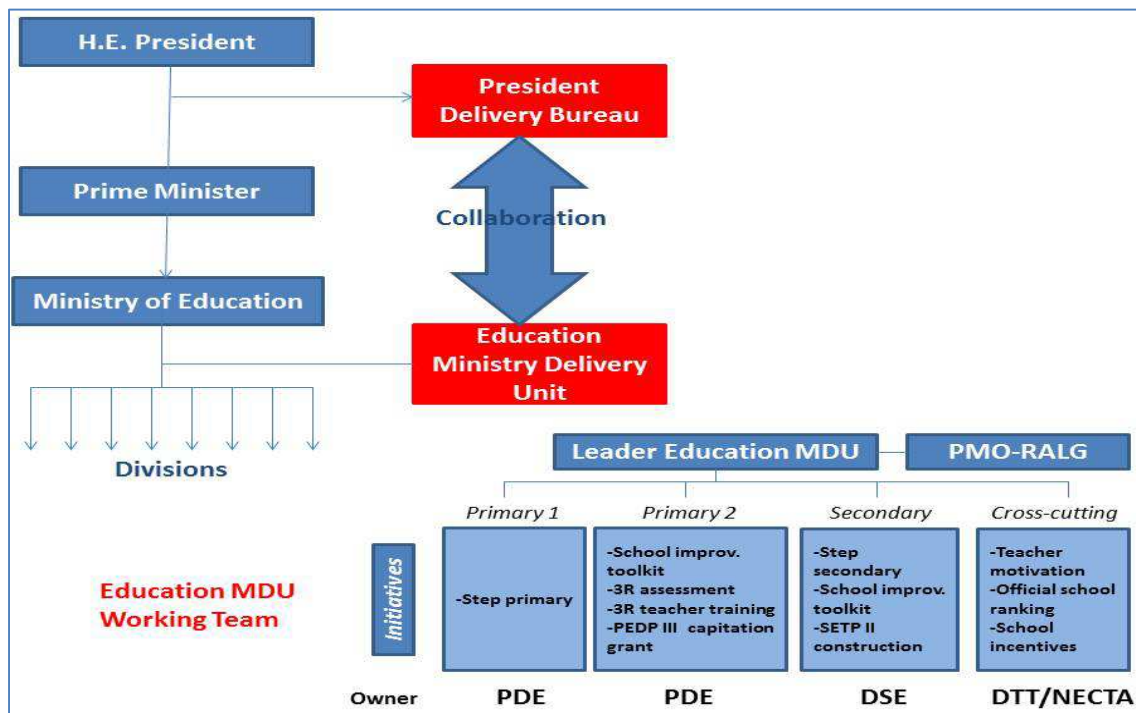 H.E. President
President
Delivery Bureau
Prime Minister
Collaboration
Ministry of Education
Education
Ministry Delivery
Unit
Divisions
Leader Education MDU
PMO-RALG
Primary 1
Primary 2
Secondary
Cross-cutting
Education MDU
Working Team
Initiatives
-Step primary
-School improv.
toolkit
-3R assessment
-3R teacher training
-PEDP III capitation
grant
-Step
secondary
-School improv.
toolkit
-SETP II
construction
-Teacher
motivation
-Official school
ranking
-School
incentives
Owner
PDE
PDE
DSE
DTT/NECTA